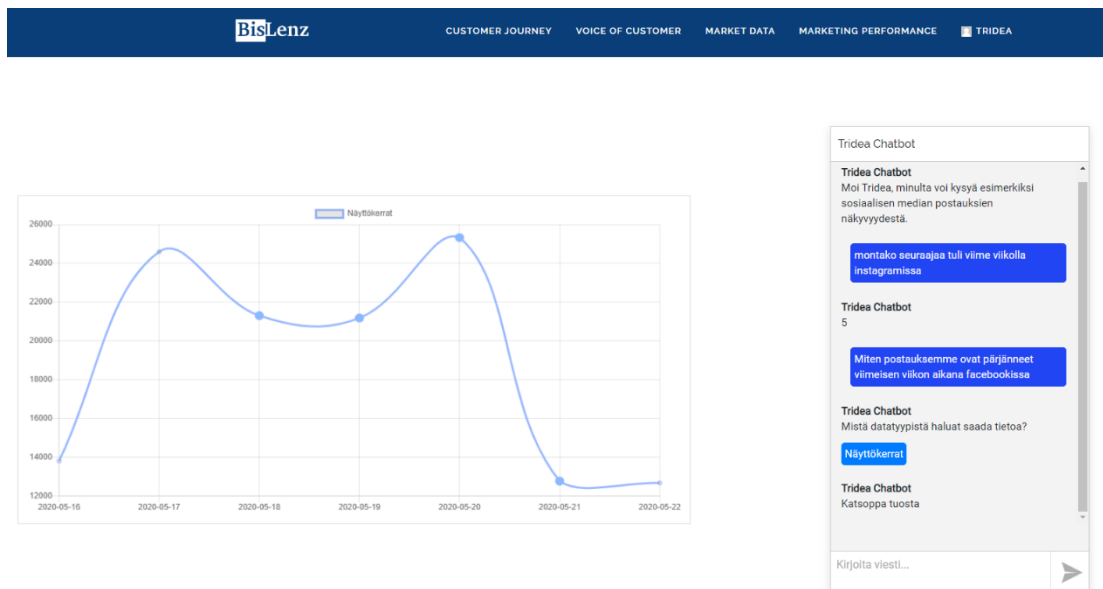 BisLenz
CUSTOMER JOURNEY
VOICE OF CUSTOMER
MARKET DATA
MARKETING PERFORMANCE
TRIDEA
Näyttökerrat
26000
24000
22000
20000
18000
16000
14000
12000
2020-05-16
2020-05-17
2020-05-18
2020-05-19
2020-05-20
2020-05-21
2020-05-22
Tridea Chatbot
Tridea Chatbot
Moi Tridea, minulta voi kysyä esimerkiksi
sosiaalisen median postauksien
näkyvyydestä.
montako seuraajaa tuli viime viikolla
instagramissa
Tridea Chatbot
5
Miten postauksemme ovat pärjänneet
viimeisen viikon aikana facebookissa
Tridea Chatbot
Mistä datatyypistä haluat saada tietoa?
Näyttökerrat
Tridea Chatbot
Katsoppa tuosta
Kirjoita viesti...